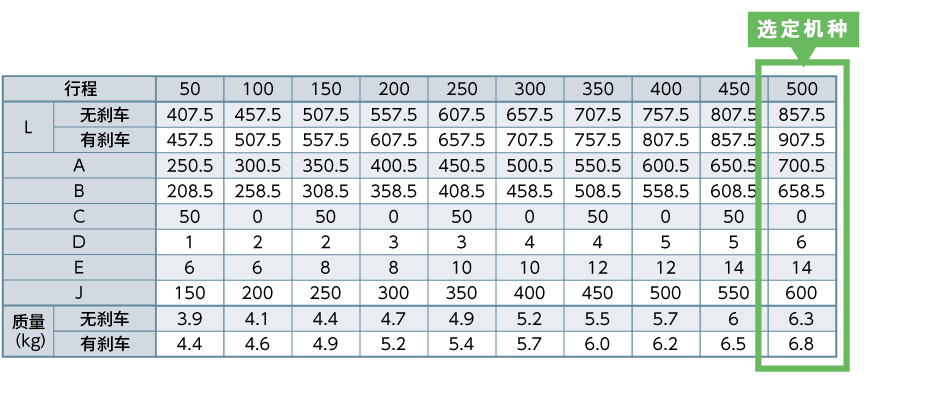 选定机种
行程 50 100 150 200 250 300 350 400 450 500
L 无刹车 407.5 457.5 507.5 557.5 607.5 657.5 707.5 757.5 807.5 857.5
有刹车 457.5 507.5 557.5 607.5 657.5 707.5 757.5 807.5 857.5 907.5
A 250.5 300.5 350.5 400.5 450.5 500.5 550.5 600.5 650.5 700.5
B 208.5 258.5 308.5 358.5 408.5 458.5 508.5 558.5 608.5 658.5
C 50 0 50 0 50 0 50 0 50 0
D 1 2 2 3 3 4 4 5 5 6
E 6 6 8 8 10 10 12 12 14 14
J 150 200 250 300 350 400 450 500 550 600
质量(kg) 无刹车 3.9 4.1 4.4 4.7 4.9 5.2 5.5 5.7 6 6.3
有刹车 4.4 4.6 4.9 5.2 5.4 5.7 6.0 6.2 6.5 6.8